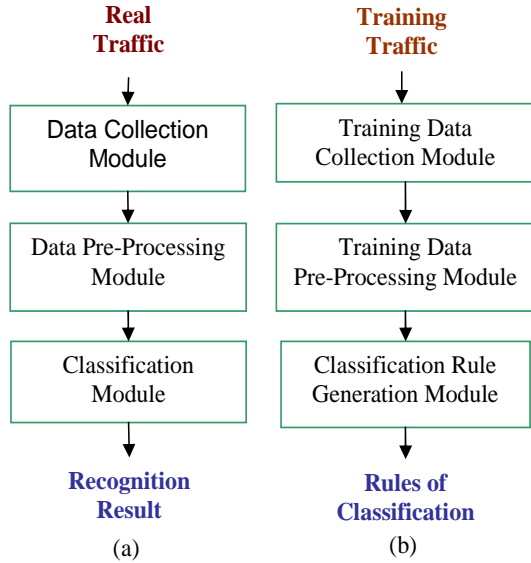 Real
Traffic
Data Collection
Module
Data Pre-Processing
Module
Classification
Module
Recognition
Result
(a)
Training
Traffic
Training Data
Collection Module
Training Data
Pre-Processing Module
Classification Rule
Generation Module
Rules of
Classification
(b)